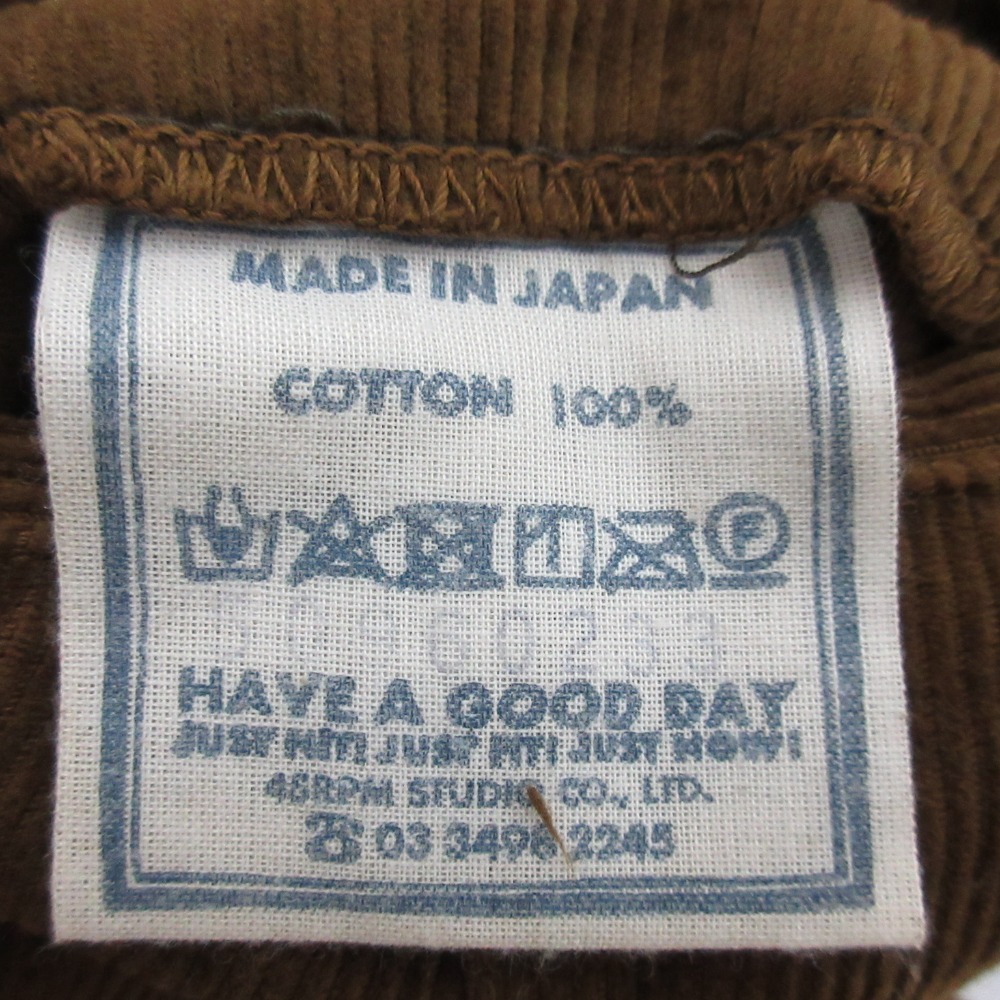 MADE IN JAPAN
COTTON 100%
F
HAVE A GOOD DAY
JUST HIT! JUST FIT! JUST NOW!
45RPM STUDIO CO., LTD.
☎ 03 3498 2245